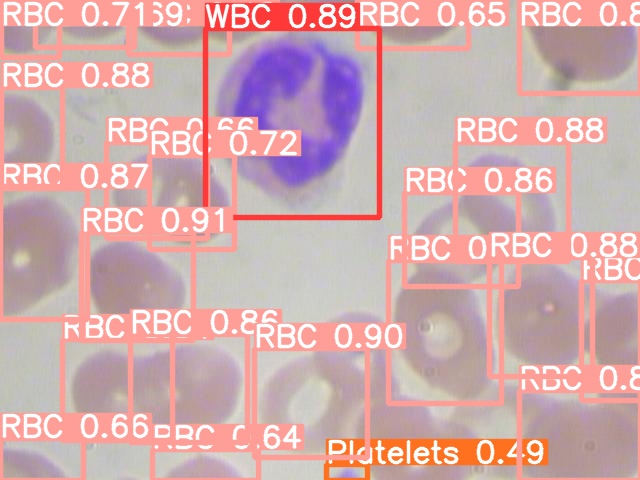 RBC 0.71
WBC 0.89
RBC 0.65
RBC 0.8
RBC 0.88
RBC 0.66
RBC 0.88
RBC 0.72
RBC 0.87
RBC 0.86
RBC 0.91
RBC 0
RBC 0.88
RBC
RBC
RBC 0.86
RBC 0.90
RBC 0.8
RBC 0.66
RBC 0.64
Platelets 0.49